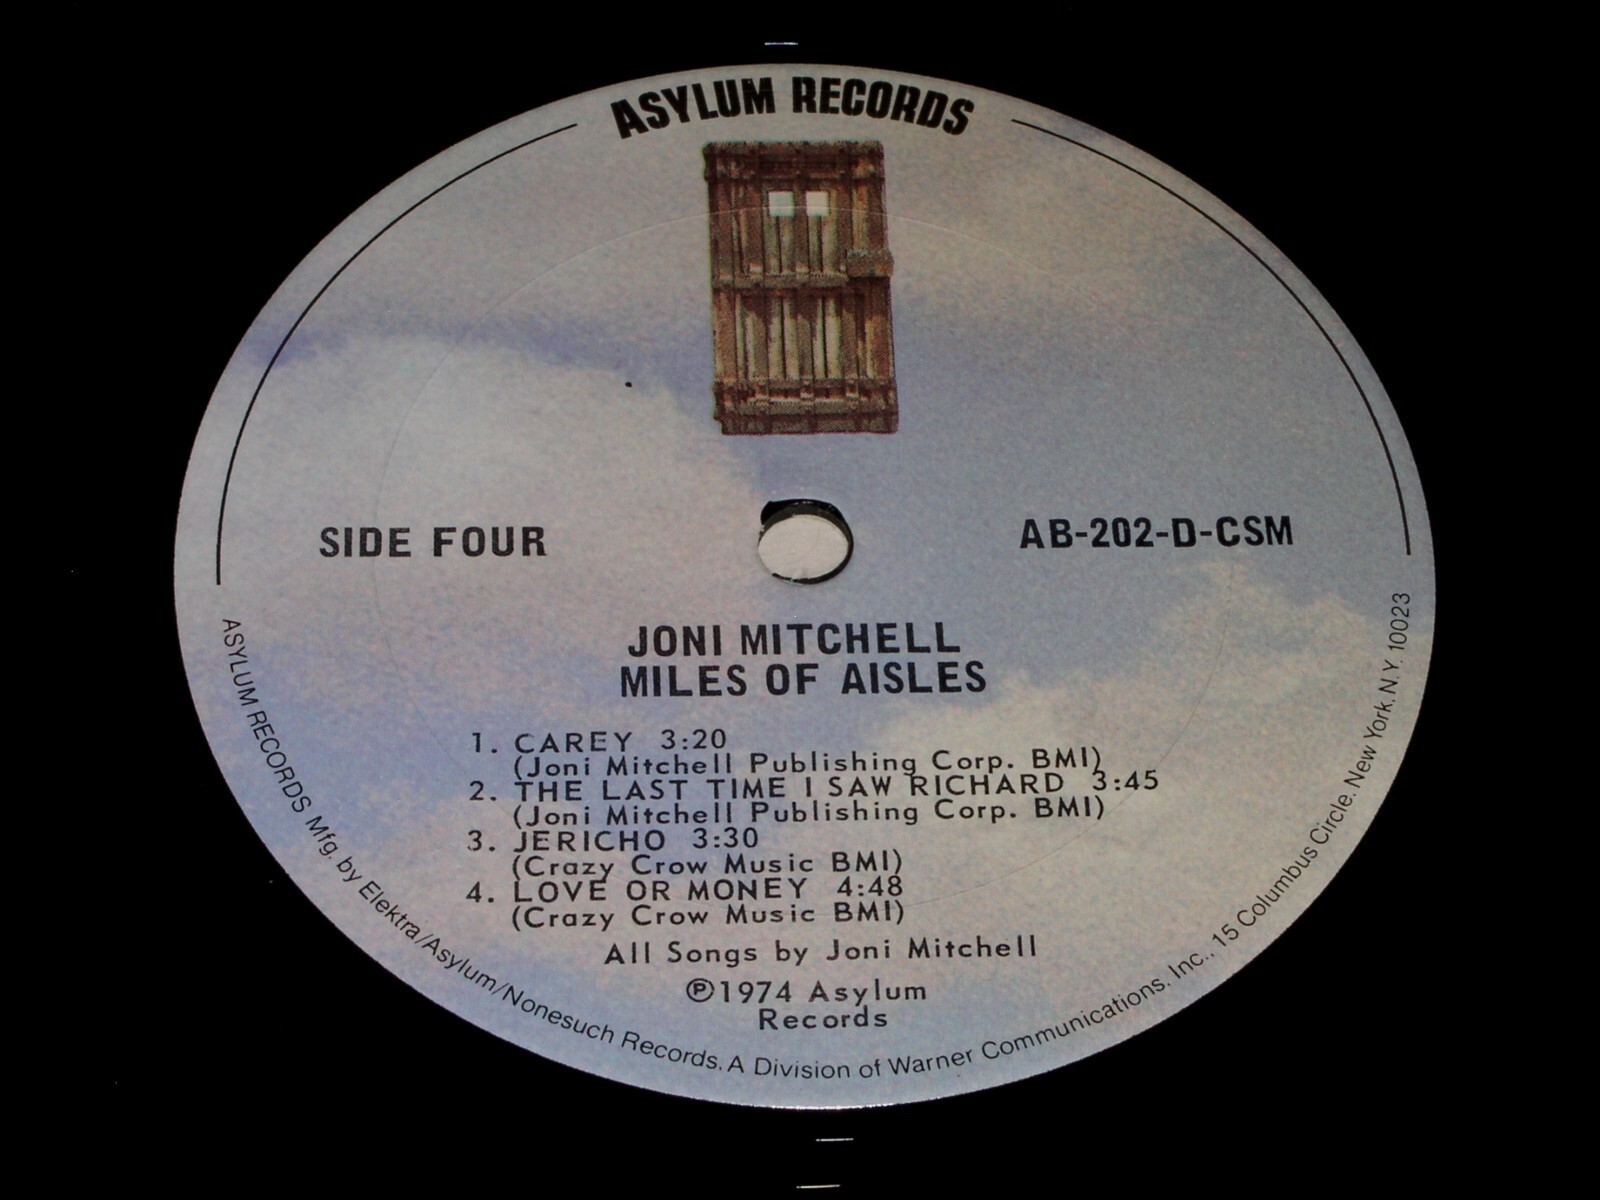 ASYLUM RECORDS
SIDE FOUR
AB-202-D-CSM
JONI MITCHELL
MILES OF AISLES
1. CAREY 3:20
(Joni Mitchell Publishing Corp. BMI)
2. THE LAST TIME I SAW RICHARD 3:45
(Joni Mitchell Publishing Corp. BMI)
3. JERICHO 3:30
(Crazy Crow Music BMI)
4. LOVE OR MONEY 4:48
(Crazy Crow Music BMI)
All Songs by Joni Mitchell
℗1974 Asylum
Records
ASYLUM RECORDS Mfg. by Elektra/Asylum/Nonesuch Records. A Division of Warner Communications. Inc., 15 Columbus Circle. New York. N.Y. 10023